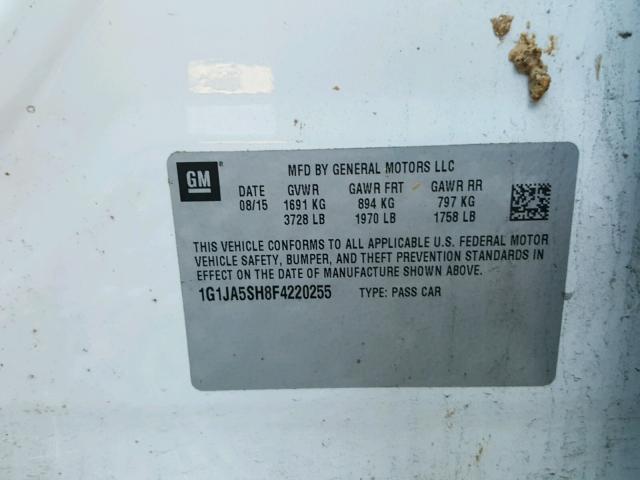 GM® MFD BY GENERAL MOTORS LLC
08/15 GVWR GAWR FRT GAWR RR
1691 KG 894 KG 797 KG
3728 LB 1970 LB 1758 LB
THIS VEHICLE CONFORMS TO ALL APPLICABLE U.S. FEDERAL MOTOR
VEHICLE SAFETY, BUMPER, AND THEFT PREVENTION STANDARDS IN
EFFECT ON THE DATE OF MANUFACTURE SHOWN ABOVE.
1G1JA5SH8F4220255 TYPE: PASS CAR